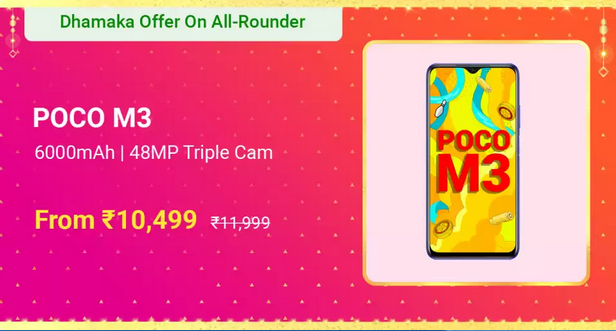 Dhamaka Offer On All-Rounder
POCO M3
6000mAh | 48MP Triple Cam
From ₹10,499 ₹11,999
POCO
M3